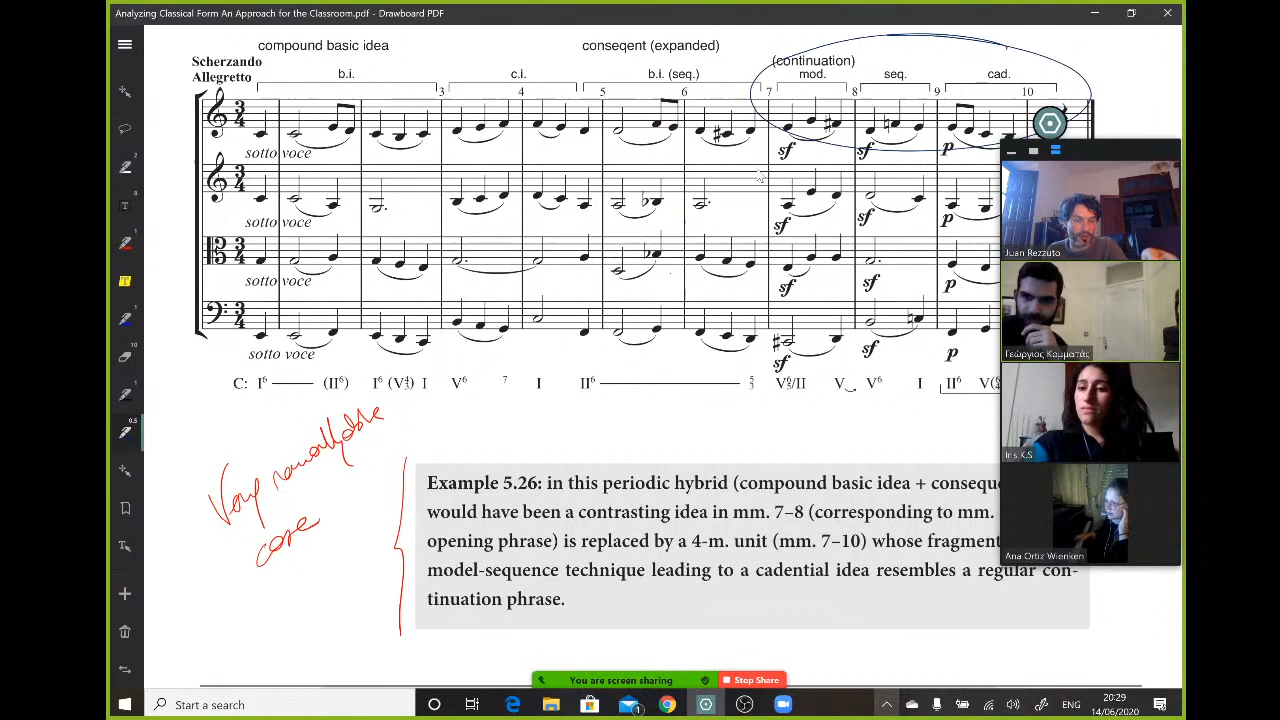 Analyzing Classical Form An Approach for the Classroom.pdf - Drawboard PDF
compound basic idea conseqent (expanded)
(continuation)
Scherzando
Allegretto
b.i. c.i. b.i. (seq.) mod. seq. cad.
3 4 5 6 7 8 9 10
sotto voce sf sf p
sotto voce sf sf p
sotto voce sf sf p
sotto voce sf sf p
C: I⁶ (II⁶) I⁶ (V⁴₃) I V⁶ ⁷ I II⁶ ⁵₃ V⁶₅/II V V⁶ I II⁶
Very remarkable
case
Example 5.26: in this periodic hybrid (compound basic idea + conseque
would have been a contrasting idea in mm. 7–8 (corresponding to mm.
opening phrase) is replaced by a 4-m. unit (mm. 7–10) whose fragment
model-sequence technique leading to a cadential idea resembles a regular con-
tinuation phrase.
Juan Rezzuto
Γεώργιος Κομματάς
Iris K.S
Ana Ortiz Wienken
You are screen sharing Stop Share
Start a search
ENG
20:29
14/06/2020